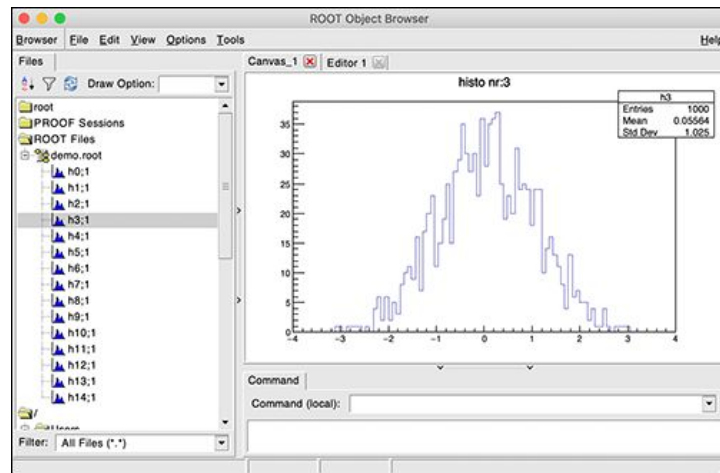 ROOT Object Browser
Browser File Edit View Options Tools
Help
Files
Draw Option:
root
PROOF Sessions
ROOT Files
demo.root
h0;1
h1;1
h2;1
h3;1
h4;1
h5;1
h6;1
h7;1
h8;1
h9;1
h10;1
h11;1
h12;1
h13;1
h14;1
/
Users
Filter: All Files (*.*)
Canvas_1 Editor 1
histo nr:3
h3
Entries 1000
Mean 0.05564
Std Dev 1.025
35
30
25
20
15
10
5
0
−4 −3 −2 −1 0 1 2 3 4
Command
Command (local):